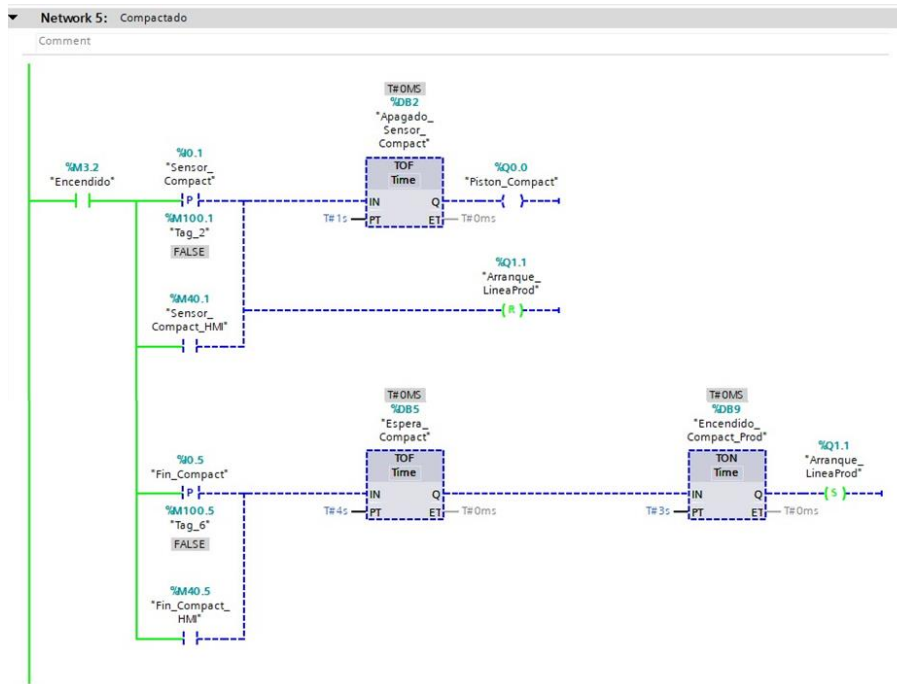 Network 5: Compactado
Comment
T#0MS
%DB2
"Apagado_
Sensor_
Compact"
%M3.2
"Encendido"
%I0.1
"Sensor_
Compact"
P
%M100.1
"Tag_2"
FALSE
TOF
Time
IN Q
T#1s PT ET T#0ms
%Q0.0
"Piston_Compact"
%Q1.1
"Arranque_
LineaProd"
R
%M40.1
"Sensor_
Compact_HMI"
T#0MS
%DB5
"Espera_
Compact"
TOF
Time
IN Q
T#4s PT ET T#0ms
T#0MS
%DB9
"Encendido_
Compact_Prod"
TON
Time
IN Q
T#3s PT ET T#0ms
%Q1.1
"Arranque_
LineaProd"
S
%I0.5
"Fin_Compact"
P
%M100.5
"Tag_6"
FALSE
%M40.5
"Fin_Compact_
HMI"